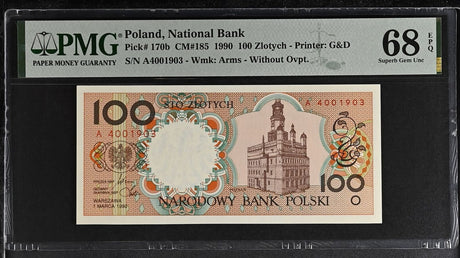 PMG
PAPER MONEY GUARANTY
Poland, National Bank
Pick# 170b CM#185 1990 100 Zlotych - Printer: G&D
S/N A4001903 - Wmk: Arms - Without Ovpt.
68 EPQ
Superb Gem Unc
100
STO ZŁOTYCH
A 4001903
A 4001903
WARSZAWA
1 MARCA 1990
POZNAŃ
100
NARODOWY BANK POLSKI